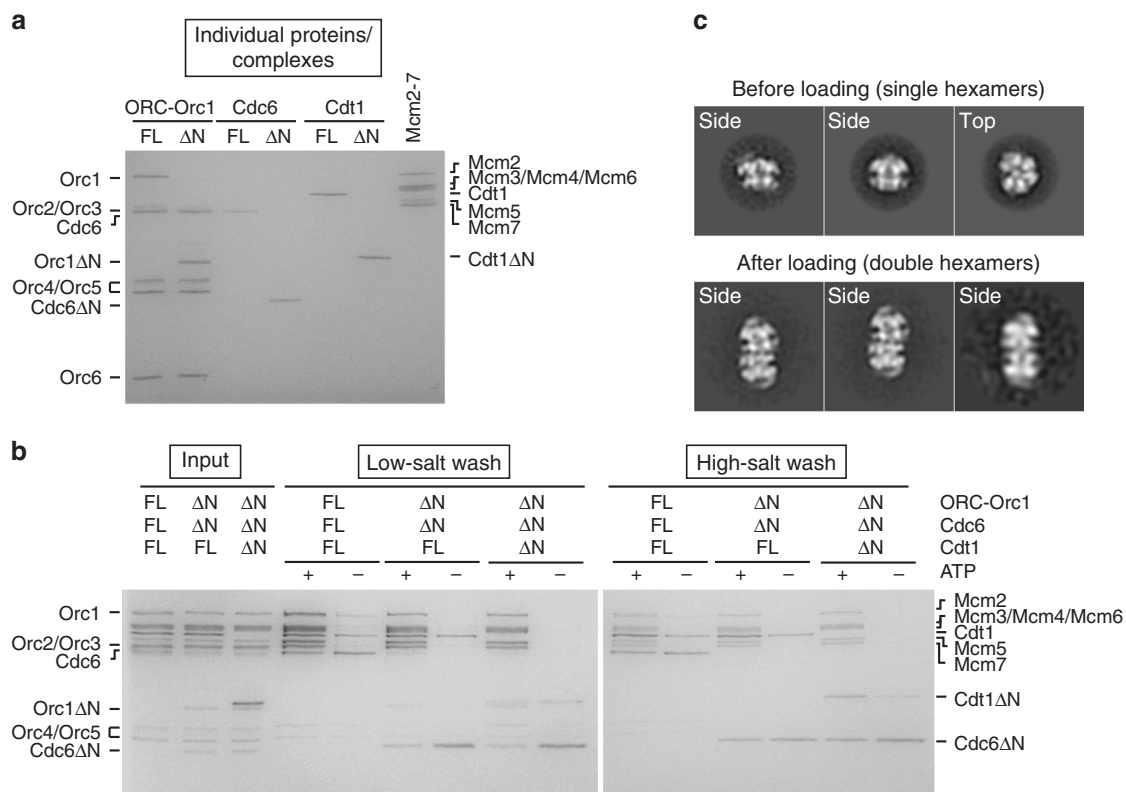 a
Individual proteins/
complexes
ORC-Orc1 Cdc6 Cdt1 Mcm2-7
FL ΔN FL ΔN FL ΔN
Orc1
Orc2/Orc3
Cdc6
Orc1ΔN
Orc4/Orc5
Cdc6ΔN
Orc6
Mcm2
Mcm3/Mcm4/Mcm6
Cdt1
Mcm5
Mcm7
Cdt1ΔN
c
Before loading (single hexamers)
Side Side Top
After loading (double hexamers)
Side Side Side
b
Input Low-salt wash High-salt wash
FL ΔN ΔN FL ΔN ΔN FL ΔN ΔN ORC-Orc1
FL ΔN ΔN FL ΔN ΔN FL ΔN ΔN Cdc6
FL FL ΔN FL FL ΔN FL FL ΔN Cdt1
+ − + − + − + − + − + − ATP
Orc1
Orc2/Orc3
Cdc6
Orc1ΔN
Orc4/Orc5
Cdc6ΔN
Mcm2
Mcm3/Mcm4/Mcm6
Cdt1
Mcm5
Mcm7
Cdt1ΔN
Cdc6ΔN